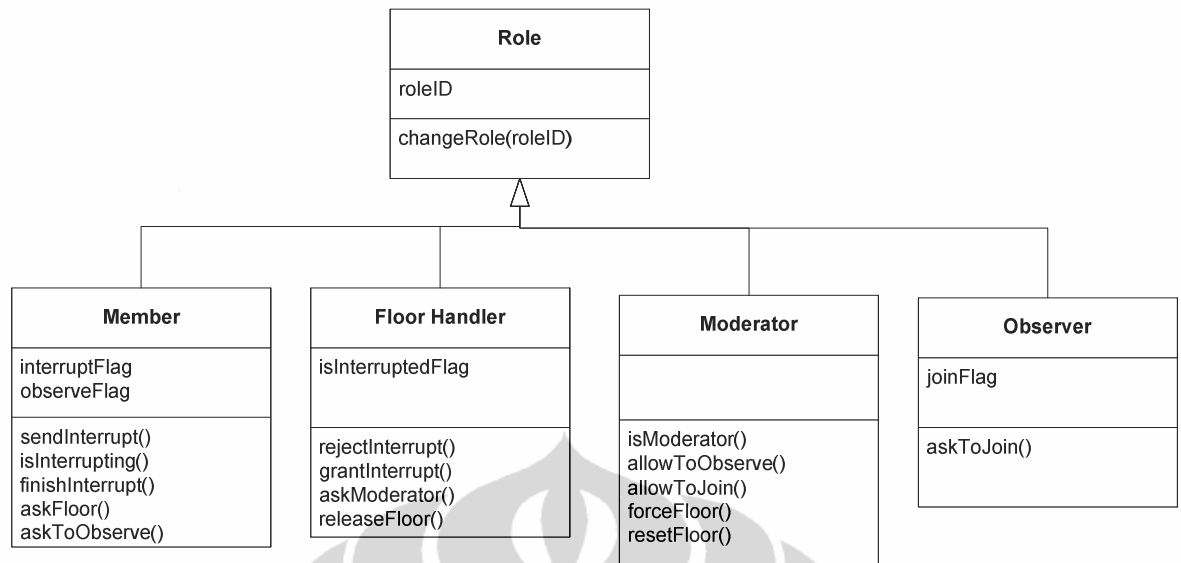 Role
roleID
changeRole(roleID)
Member
interruptFlag
observeFlag
sendInterrupt()
isInterrupting()
finishInterrupt()
askFloor()
askToObserve()
Floor Handler
isInterruptedFlag
rejectInterrupt()
grantInterrupt()
askModerator()
releaseFloor()
Moderator
isModerator()
allowToObserve()
allowToJoin()
forceFloor()
resetFloor()
Observer
joinFlag
askToJoin()